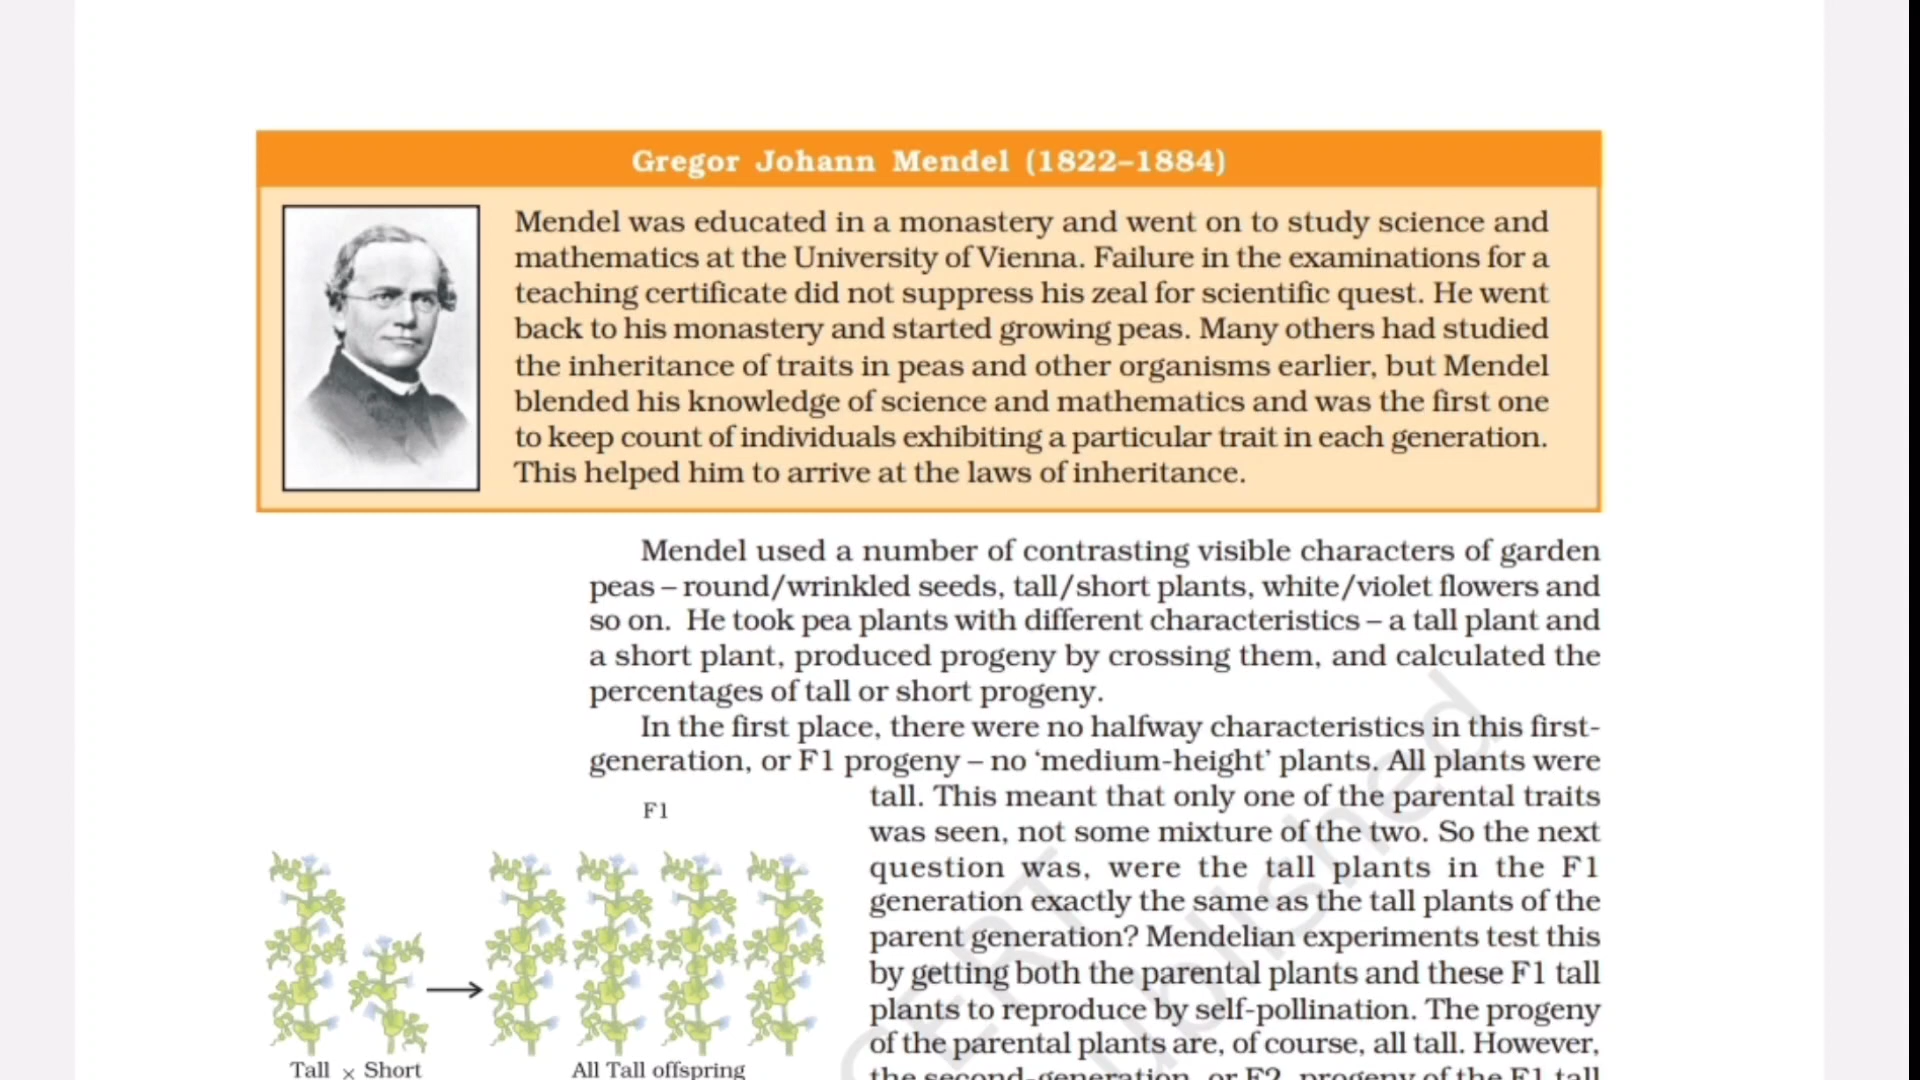 Gregor Johann Mendel (1822–1884)
Mendel was educated in a monastery and went on to study science and
mathematics at the University of Vienna. Failure in the examinations for a
teaching certificate did not suppress his zeal for scientific quest. He went
back to his monastery and started growing peas. Many others had studied
the inheritance of traits in peas and other organisms earlier, but Mendel
blended his knowledge of science and mathematics and was the first one
to keep count of individuals exhibiting a particular trait in each generation.
This helped him to arrive at the laws of inheritance.
Mendel used a number of contrasting visible characters of garden
peas – round/wrinkled seeds, tall/short plants, white/violet flowers and
so on. He took pea plants with different characteristics – a tall plant and
a short plant, produced progeny by crossing them, and calculated the
percentages of tall or short progeny.
In the first place, there were no halfway characteristics in this first-
generation, or F1 progeny – no ‘medium-height’ plants. All plants were
tall. This meant that only one of the parental traits
was seen, not some mixture of the two. So the next
question was, were the tall plants in the F1
generation exactly the same as the tall plants of the
parent generation? Mendelian experiments test this
by getting both the parental plants and these F1 tall
plants to reproduce by self-pollination. The progeny
of the parental plants are, of course, all tall. However,
the second-generation, or F2, progeny of the F1 tall
F1
Tall × Short
All Tall offspring